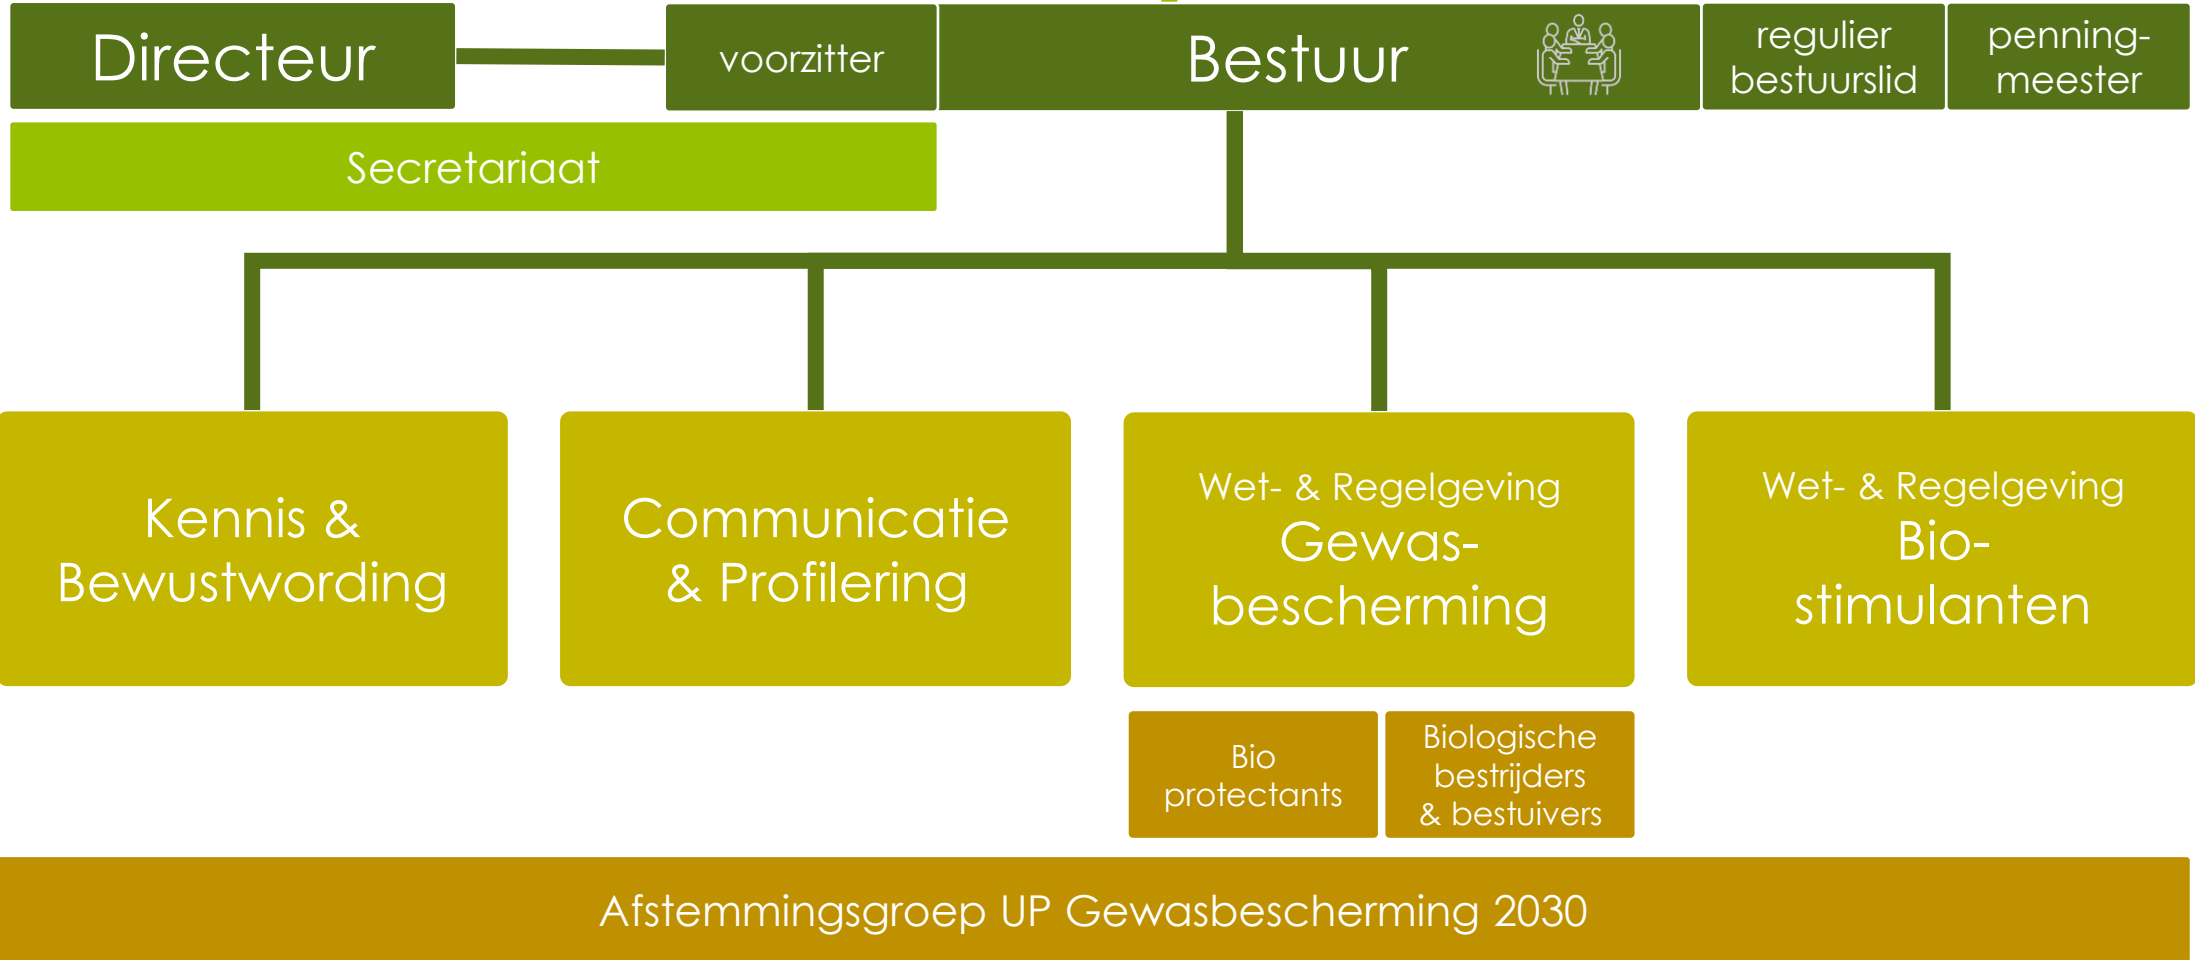 Directeur
voorzitter
Bestuur
regulier
bestuurslid
penning-
meester
Secretariaat
Kennis &
Bewustwording
Communicatie
& Profilering
Wet- & Regelgeving
Gewas-
bescherming
Wet- & Regelgeving
Bio-
stimulanten
Bio
protectants
Biologische
bestrijders
& bestuivers
Afstemmingsgroep UP Gewasbescherming 2030